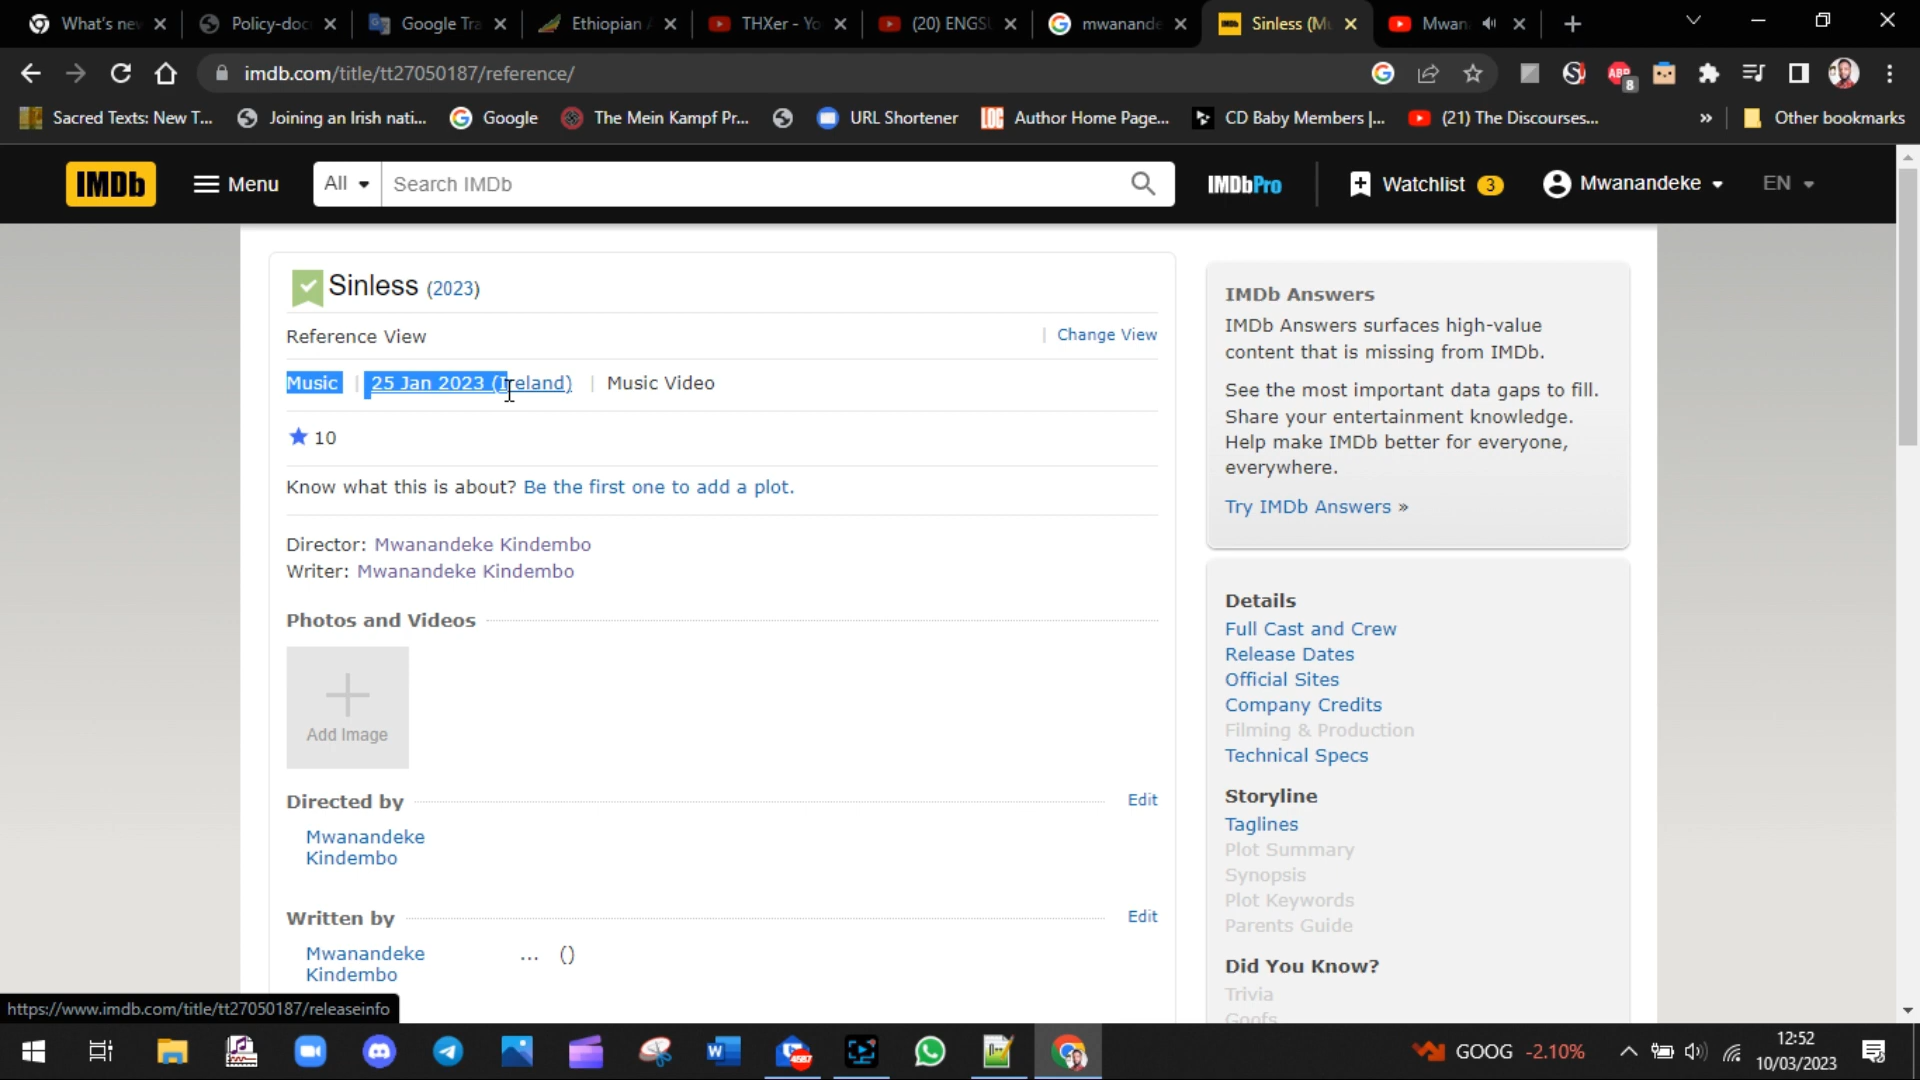 What's ne
Policy-doc
Google Tra
Ethiopian
THXer - Yo
(20) ENGS
mwanande
Sinless (M
Mwan
imdb.com/title/tt27050187/reference/
ABP
8
Sacred Texts: New T...
Joining an Irish nati...
Google
The Mein Kampf Pr...
URL Shortener
LOC
Author Home Page...
CD Baby Members |...
(21) The Discourses...
»
Other bookmarks
IMDb
Menu
All
Search IMDb
IMDbPro
Watchlist 3
Mwanandeke
EN
Sinless (2023)
Reference View
| Change View
Music | 25 Jan 2023 (Ireland) | Music Video
10
Know what this is about? Be the first one to add a plot.
Director: Mwanandeke Kindembo
Writer: Mwanandeke Kindembo
Photos and Videos
Add Image
Directed by
Edit
Mwanandeke
Kindembo
Written by
Edit
Mwanandeke ... ()
Kindembo
IMDb Answers
IMDb Answers surfaces high-value
content that is missing from IMDb.
See the most important data gaps to fill.
Share your entertainment knowledge.
Help make IMDb better for everyone,
everywhere.
Try IMDb Answers »
Details
Full Cast and Crew
Release Dates
Official Sites
Company Credits
Filming & Production
Technical Specs
Storyline
Taglines
Plot Summary
Synopsis
Plot Keywords
Parents Guide
Did You Know?
Trivia
Goofs
https://www.imdb.com/title/tt27050187/releaseinfo
GOOG -2.10%
12:52
10/03/2023